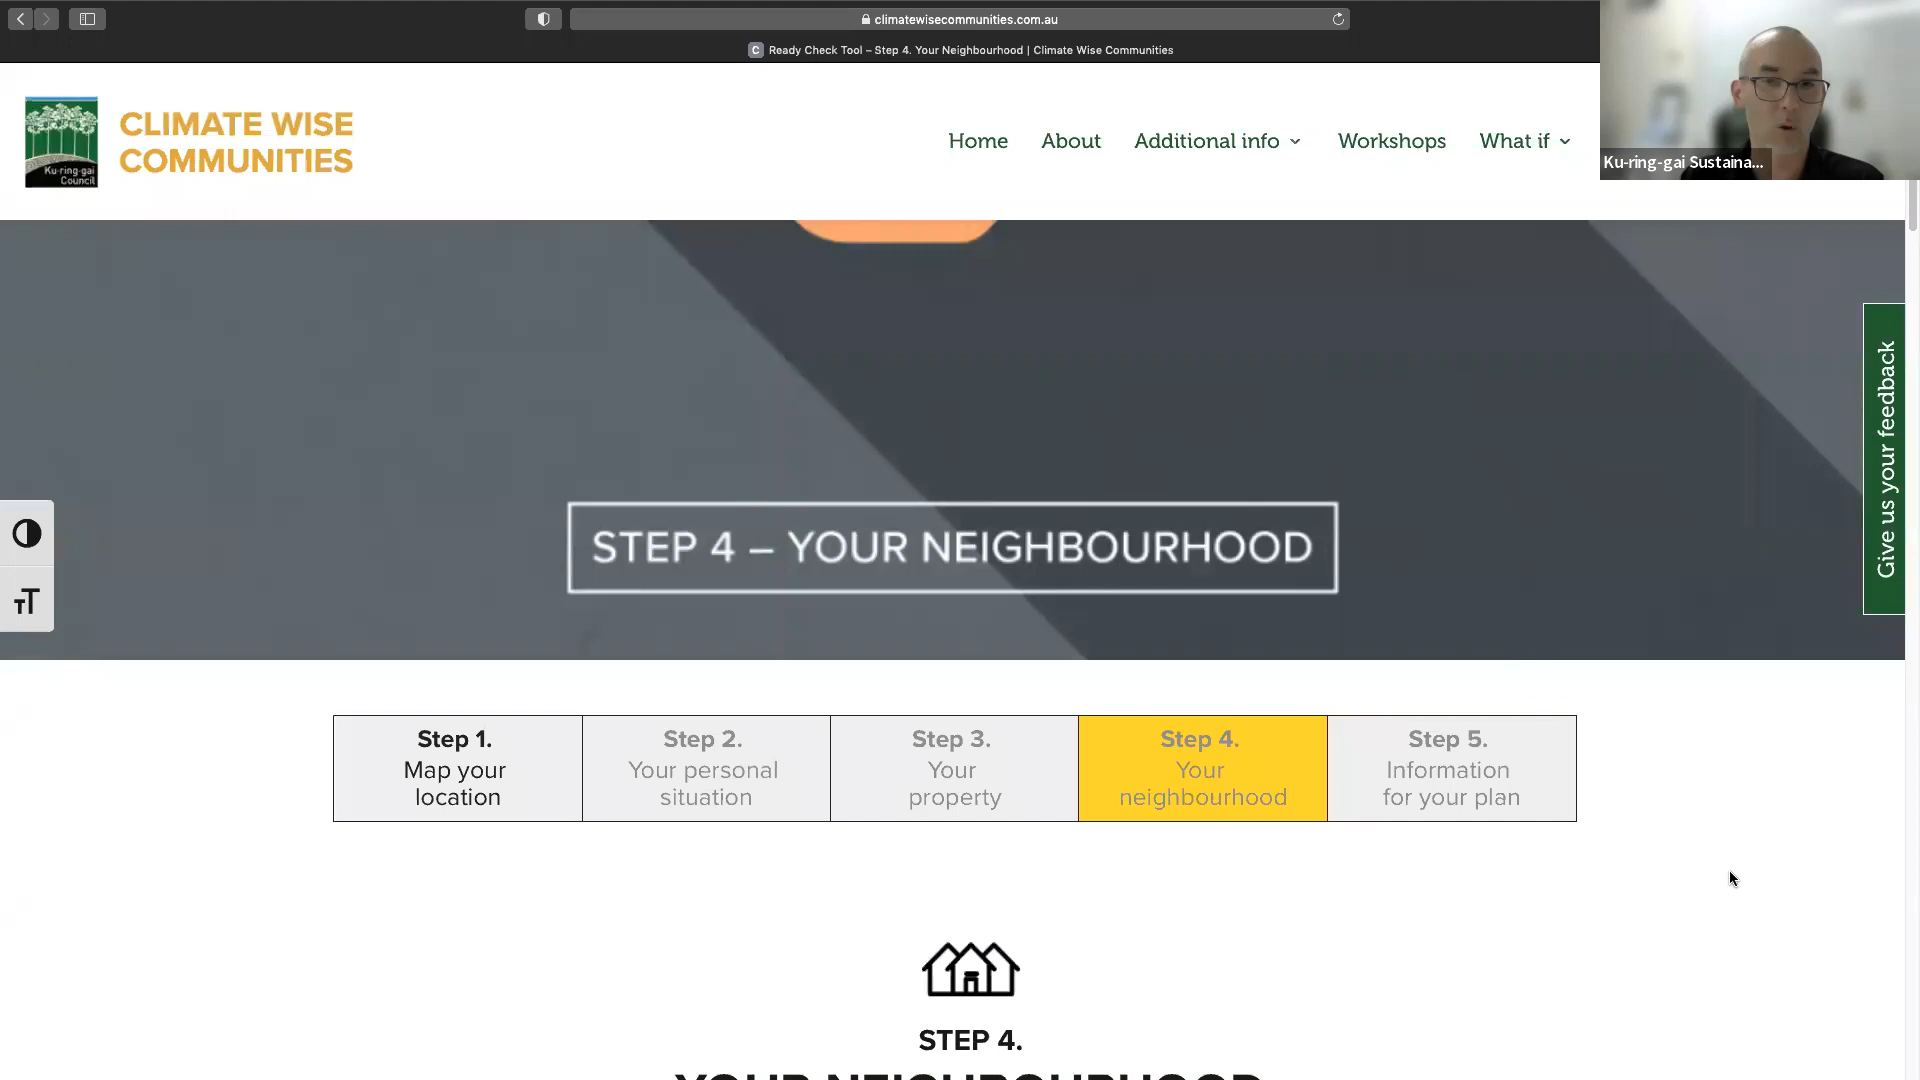 climatewisecommunities.com.au
C Ready Check Tool – Step 4. Your Neighbourhood | Climate Wise Communities
Ku-ring-gai
Council
CLIMATE WISE
COMMUNITIES
Home
About
Additional info
Workshops
What if
Ku-ring-gai Sustaina...
Give us your feedback
STEP 4 – YOUR NEIGHBOURHOOD
TT
Step 1.
Map your
location
Step 2.
Your personal
situation
Step 3.
Your
property
Step 4.
Your
neighbourhood
Step 5.
Information
for your plan
STEP 4.
YOUR NEIGHBOURHOOD